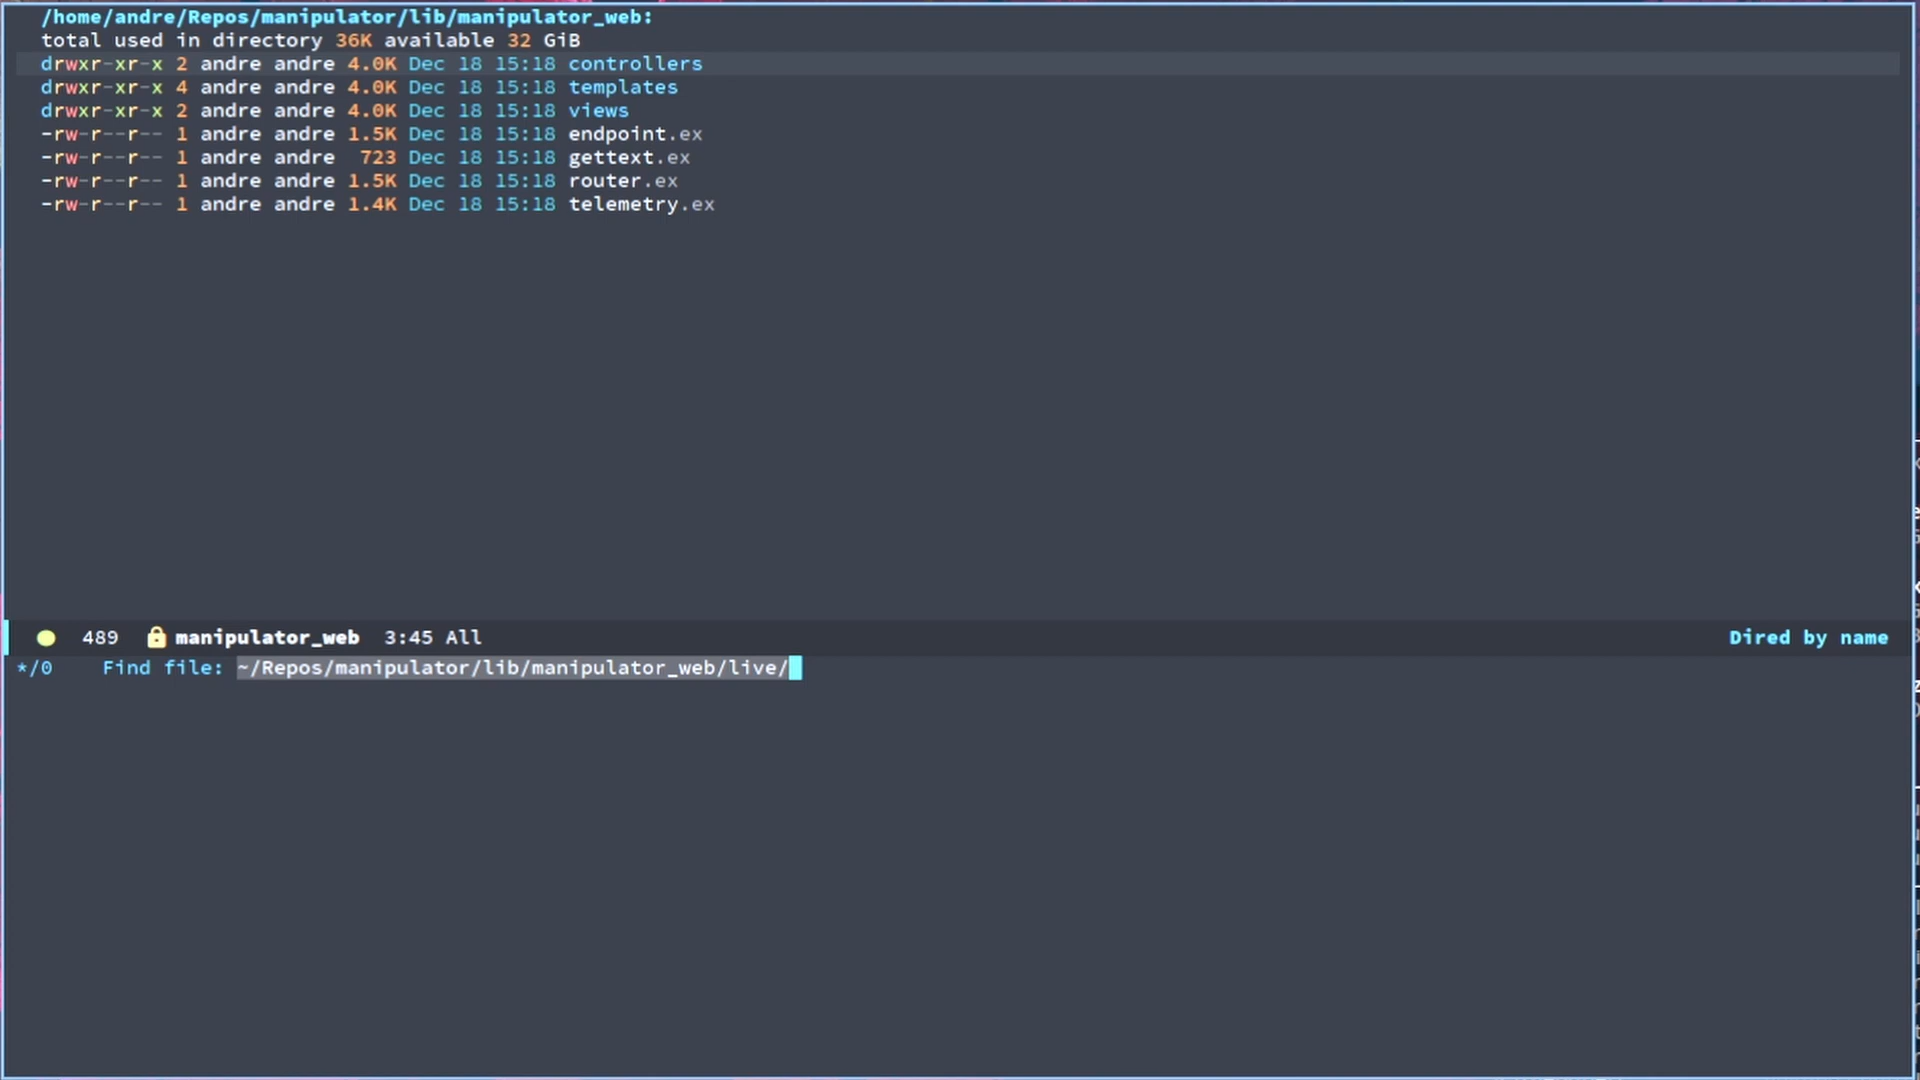 /home/andre/Repos/manipulator/lib/manipulator_web:
total used in directory 36K available 32 GiB
drwxr-xr-x 2 andre andre 4.0K Dec 18 15:18 controllers
drwxr-xr-x 4 andre andre 4.0K Dec 18 15:18 templates
drwxr-xr-x 2 andre andre 4.0K Dec 18 15:18 views
-rw-r--r-- 1 andre andre 1.5K Dec 18 15:18 endpoint.ex
-rw-r--r-- 1 andre andre  723 Dec 18 15:18 gettext.ex
-rw-r--r-- 1 andre andre 1.5K Dec 18 15:18 router.ex
-rw-r--r-- 1 andre andre 1.4K Dec 18 15:18 telemetry.ex
489 manipulator_web 3:45 All Dired by name
*/0 Find file: ~/Repos/manipulator/lib/manipulator_web/live/